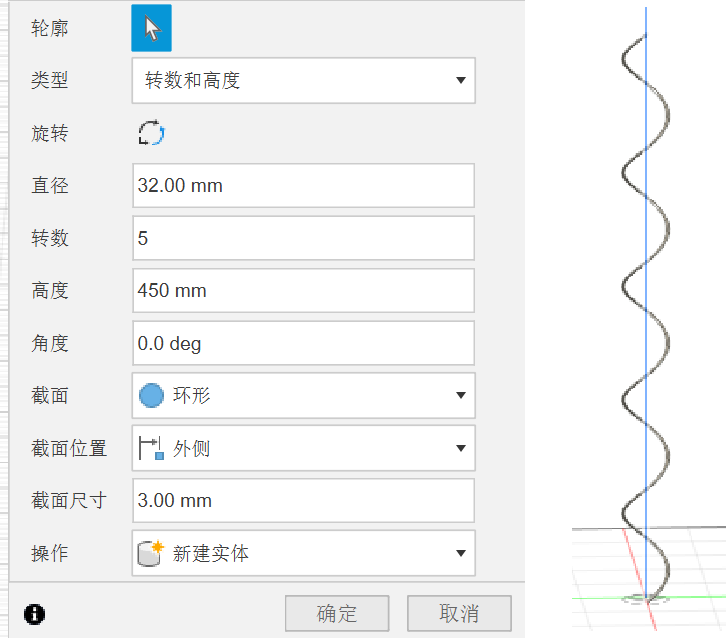 轮廓
类型 转数和高度
旋转
直径 32.00 mm
转数 5
高度 450 mm
角度 0.0 deg
截面 环形
截面位置 外侧
截面尺寸 3.00 mm
操作 新建实体
确定 取消